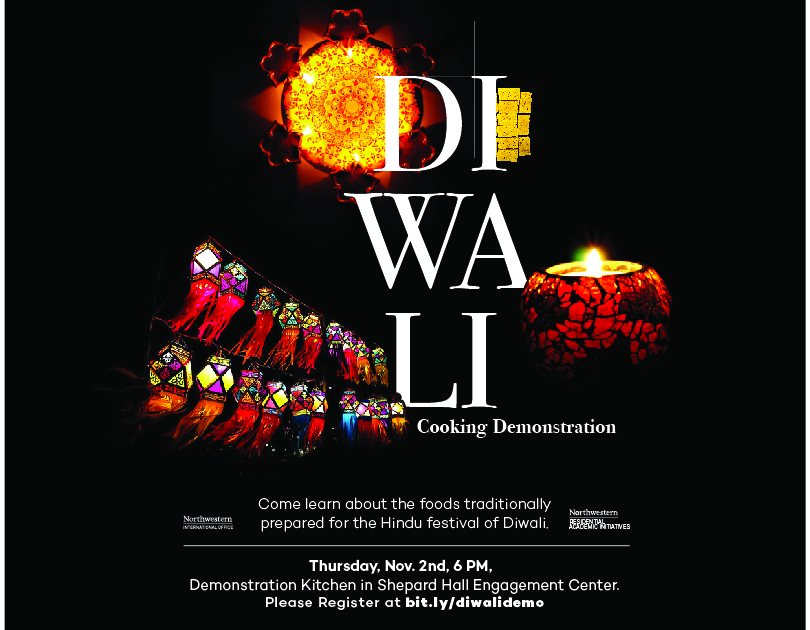 DI
WA
LI
Cooking Demonstration
Come learn about the foods traditionally
prepared for the Hindu festival of Diwali.
Northwestern
INTERNATIONAL OFFICE
Northwestern
RESIDENTIAL
ACADEMIC INITIATIVES
Thursday, Nov. 2nd, 6 PM,
Demonstration Kitchen in Shepard Hall Engagement Center.
Please Register at bit.ly/diwalidemo